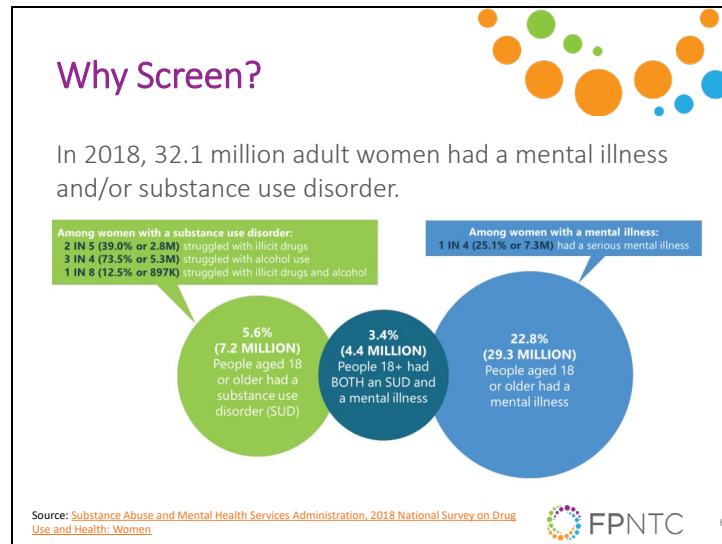 Why Screen?
In 2018, 32.1 million adult women had a mental illness
and/or substance use disorder.
Among women with a substance use disorder:
2 IN 5 (39.0% or 2.8M) struggled with illicit drugs
3 IN 4 (73.5% or 5.3M) struggled with alcohol use
1 IN 8 (12.5% or 897K) struggled with illicit drugs and alcohol
Among women with a mental illness:
1 IN 4 (25.1% or 7.3M) had a serious mental illness
5.6%
(7.2 MILLION)
People aged 18
or older had a
substance use
disorder (SUD)
3.4%
(4.4 MILLION)
People 18+ had
BOTH an SUD and
a mental illness
22.8%
(29.3 MILLION)
People aged 18
or older had a
mental illness
Source: Substance Abuse and Mental Health Services Administration, 2018 National Survey on Drug
Use and Health: Women
FPNTC